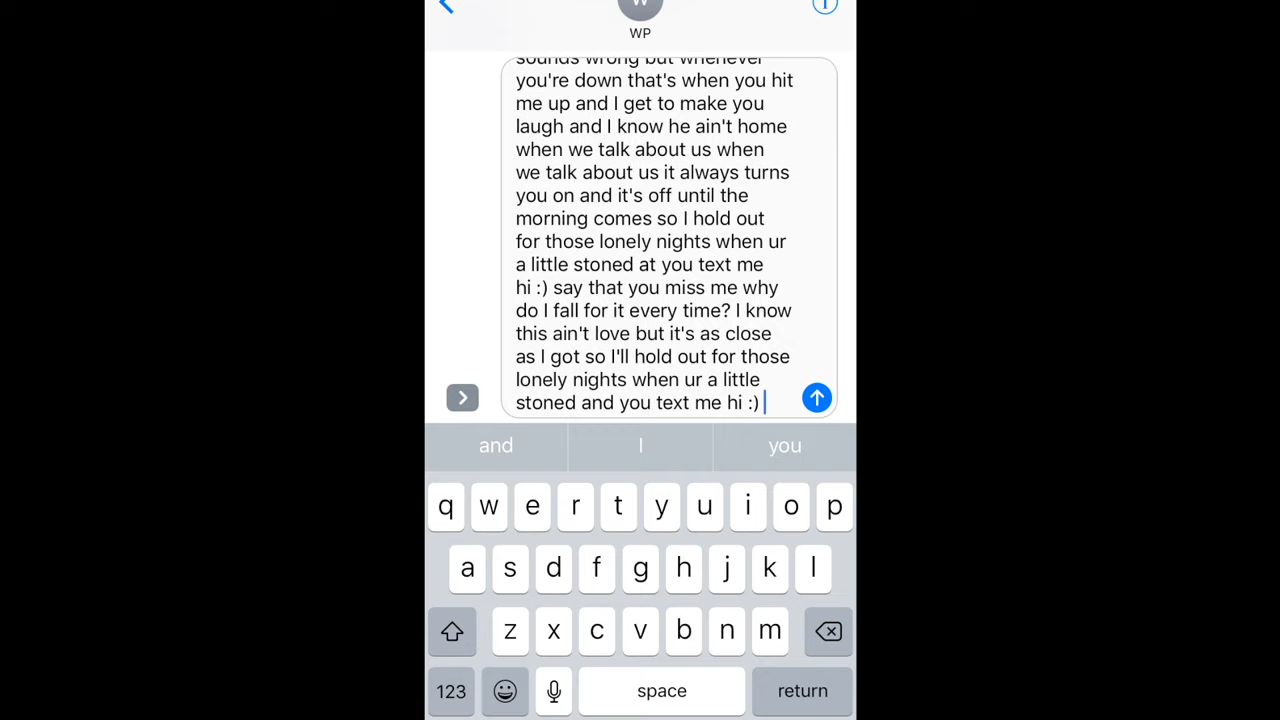 W
WP
sounds wrong but whenever
you're down that's when you hit
me up and I get to make you
laugh and I know he ain't home
when we talk about us when
we talk about us it always turns
you on and it's off until the
morning comes so I hold out
for those lonely nights when ur
a little stoned at you text me
hi :) say that you miss me why
do I fall for it every time? I know
this ain't love but it's as close
as I got so I'll hold out for those
lonely nights when ur a little
stoned and you text me hi :)
and I you
q w e r t y u i o p
a s d f g h j k l
z x c v b n m
123 space return